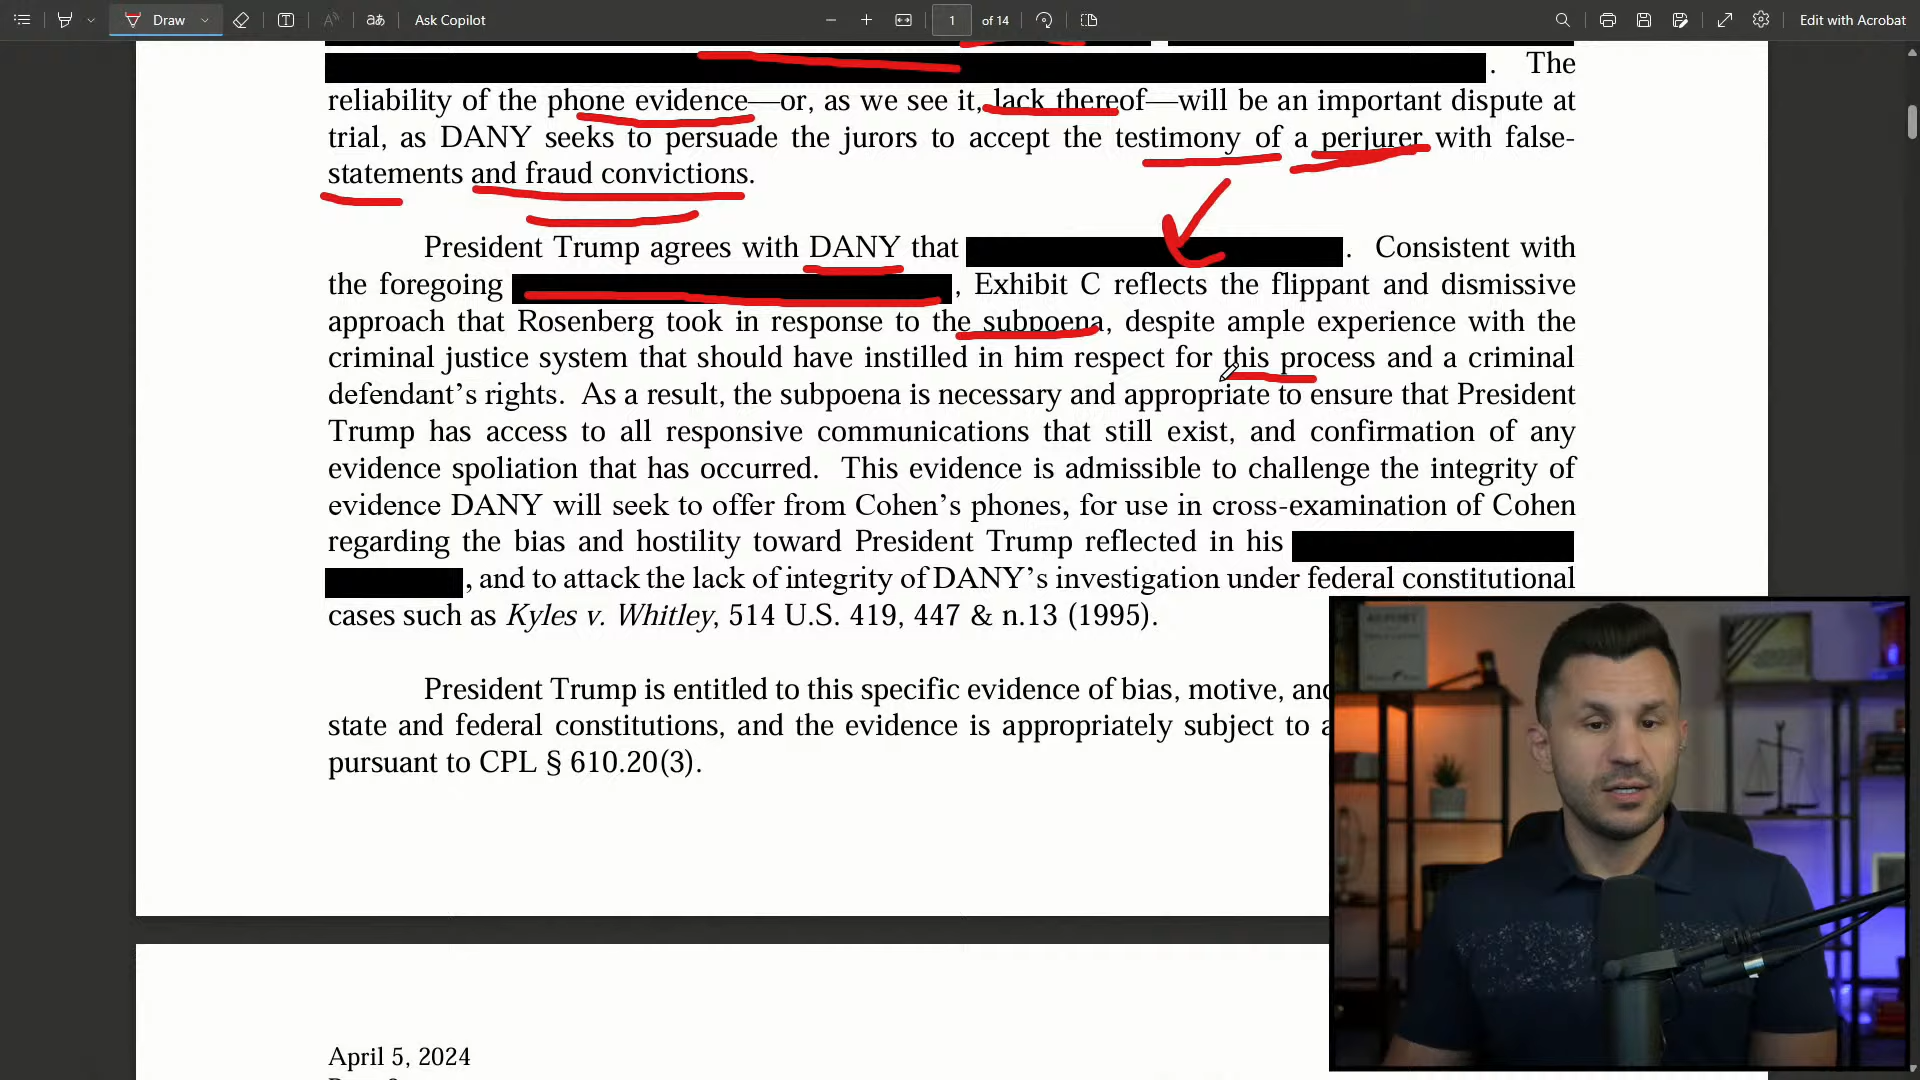 Draw
aあ
Ask Copilot
1 of 14
Edit with Acrobat
. The
reliability of the phone evidence—or, as we see it, lack thereof—will be an important dispute at
trial, as DANY seeks to persuade the jurors to accept the testimony of a perjurer with false-
statements and fraud convictions.
President Trump agrees with DANY that . Consistent with
the foregoing , Exhibit C reflects the flippant and dismissive
approach that Rosenberg took in response to the subpoena, despite ample experience with the
criminal justice system that should have instilled in him respect for this process and a criminal
defendant’s rights. As a result, the subpoena is necessary and appropriate to ensure that President
Trump has access to all responsive communications that still exist, and confirmation of any
evidence spoliation that has occurred. This evidence is admissible to challenge the integrity of
evidence DANY will seek to offer from Cohen’s phones, for use in cross-examination of Cohen
regarding the bias and hostility toward President Trump reflected in his
, and to attack the lack of integrity of DANY’s investigation under federal constitutional
cases such as Kyles v. Whitley, 514 U.S. 419, 447 & n.13 (1995).
President Trump is entitled to this specific evidence of bias, motive, and
state and federal constitutions, and the evidence is appropriately subject to
pursuant to CPL § 610.20(3).
April 5, 2024